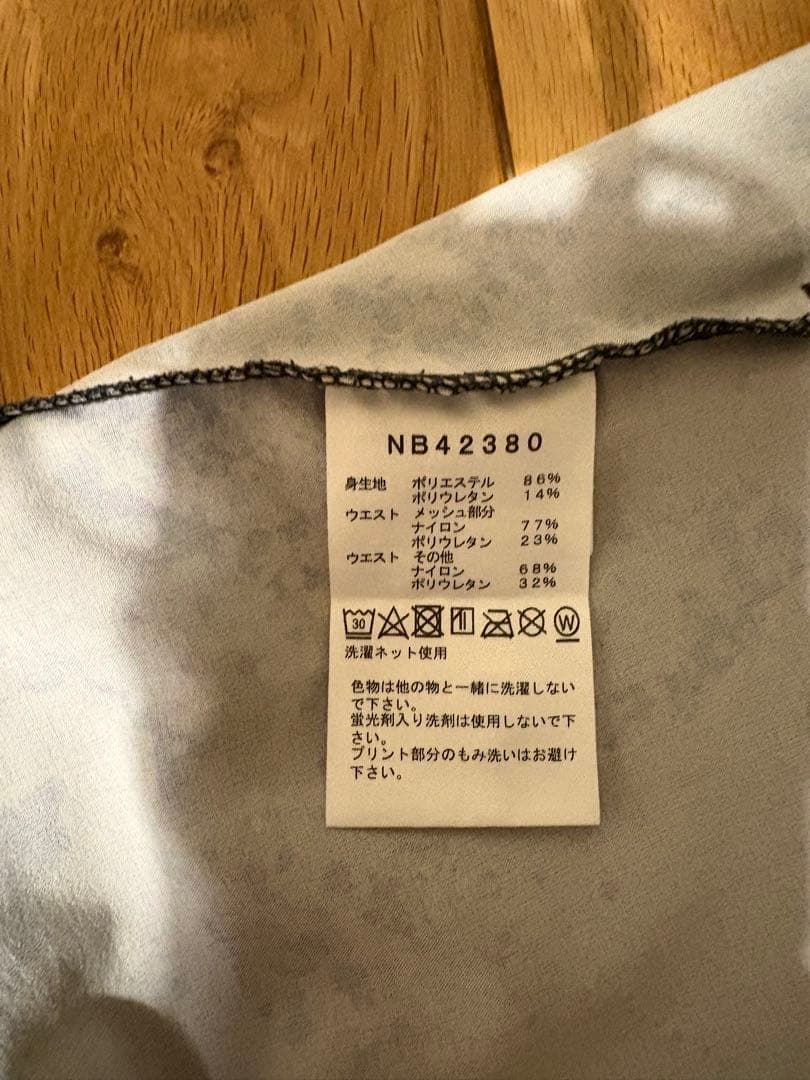 NB42380
身生地 ポリエステル 86%
ポリウレタン 14%
ウエスト メッシュ部分
ナイロン 77%
ポリウレタン 23%
ウエスト その他
ナイロン 68%
ポリウレタン 32%
30 W
洗濯ネット使用
色物は他の物と一緒に洗濯しない
で下さい。
蛍光剤入り洗剤は使用しないで下
さい。
プリント部分のもみ洗いはお避け
下さい。